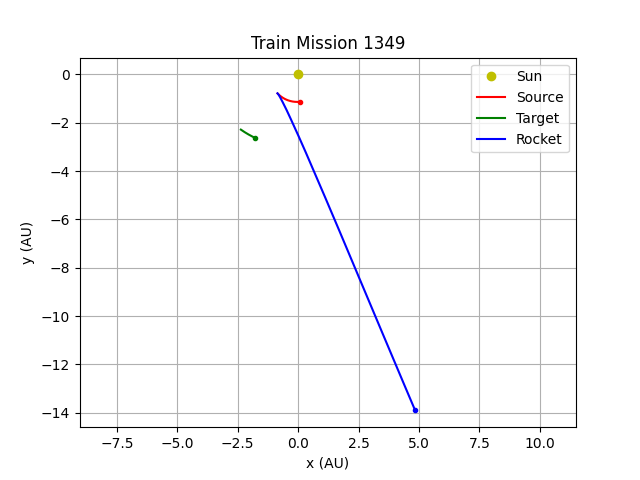 Train Mission 1349
Sun
Source
Target
Rocket
0
−2
−4
−6
−8
−10
−12
−14
y (AU)
−7.5 −5.0 −2.5 0.0 2.5 5.0 7.5 10.0
x (AU)